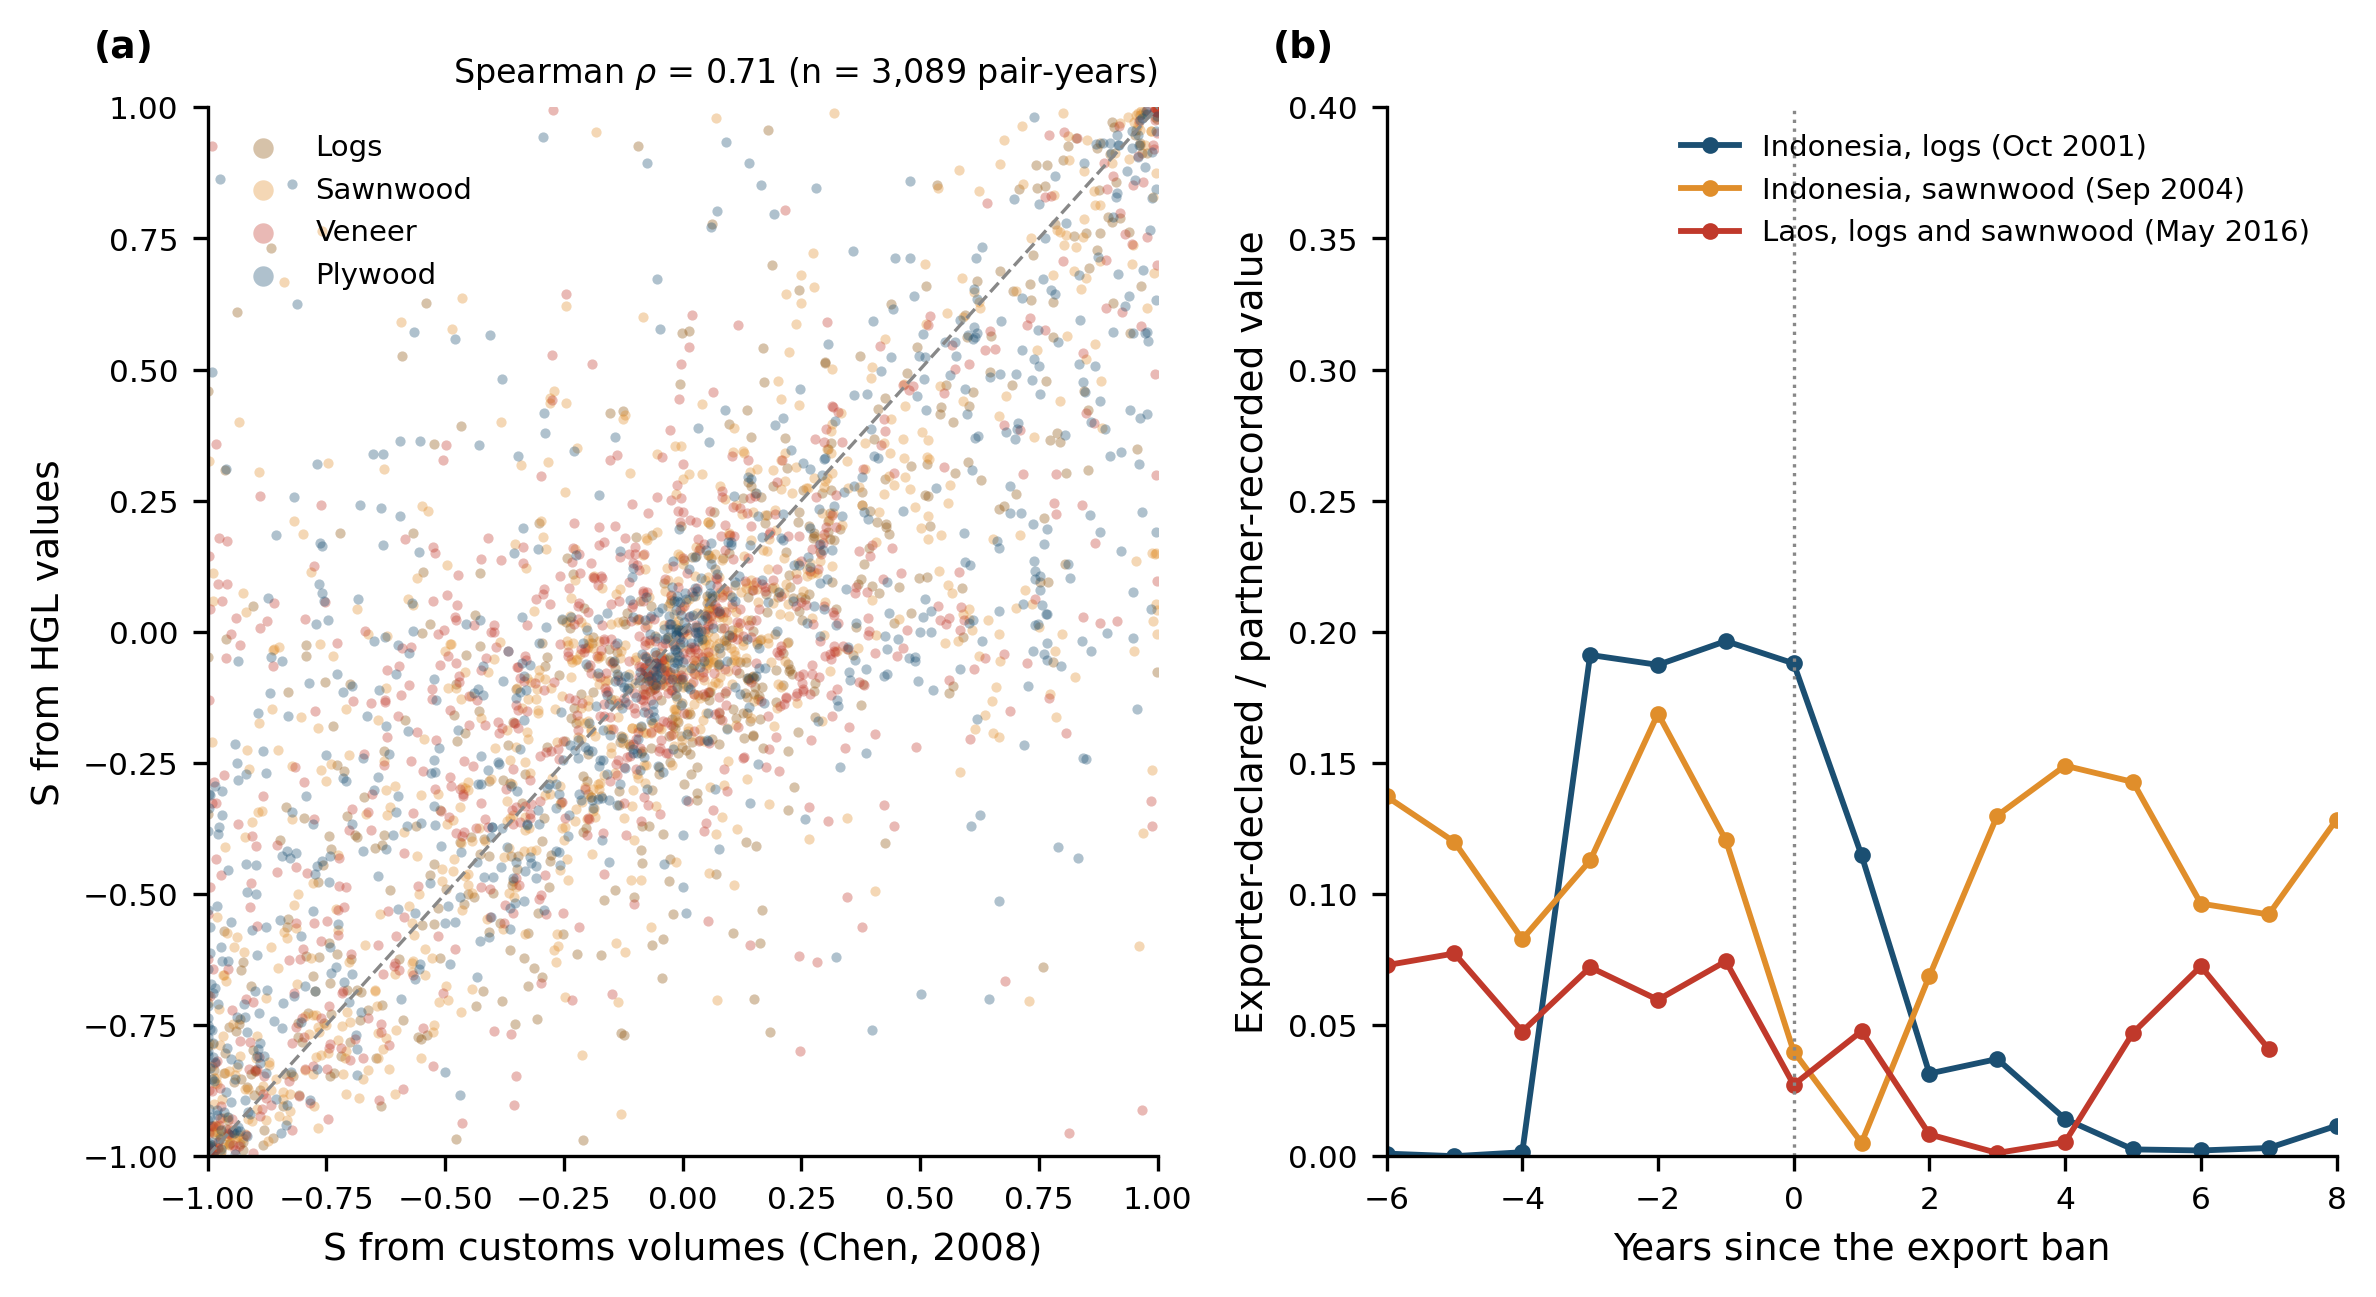 (a)
Spearman ρ = 0.71 (n = 3,089 pair-years)
Logs
Sawnwood
Veneer
Plywood
1.00
0.75
0.50
0.25
0.00
−0.25
−0.50
−0.75
−1.00
S from HGL values
−1.00 −0.75 −0.50 −0.25 0.00 0.25 0.50 0.75 1.00
S from customs volumes (Chen, 2008)
(b)
Indonesia, logs (Oct 2001)
Indonesia, sawnwood (Sep 2004)
Laos, logs and sawnwood (May 2016)
0.40
0.35
0.30
0.25
0.20
0.15
0.10
0.05
0.00
Exporter-declared / partner-recorded value
−6 −4 −2 0 2 4 6 8
Years since the export ban